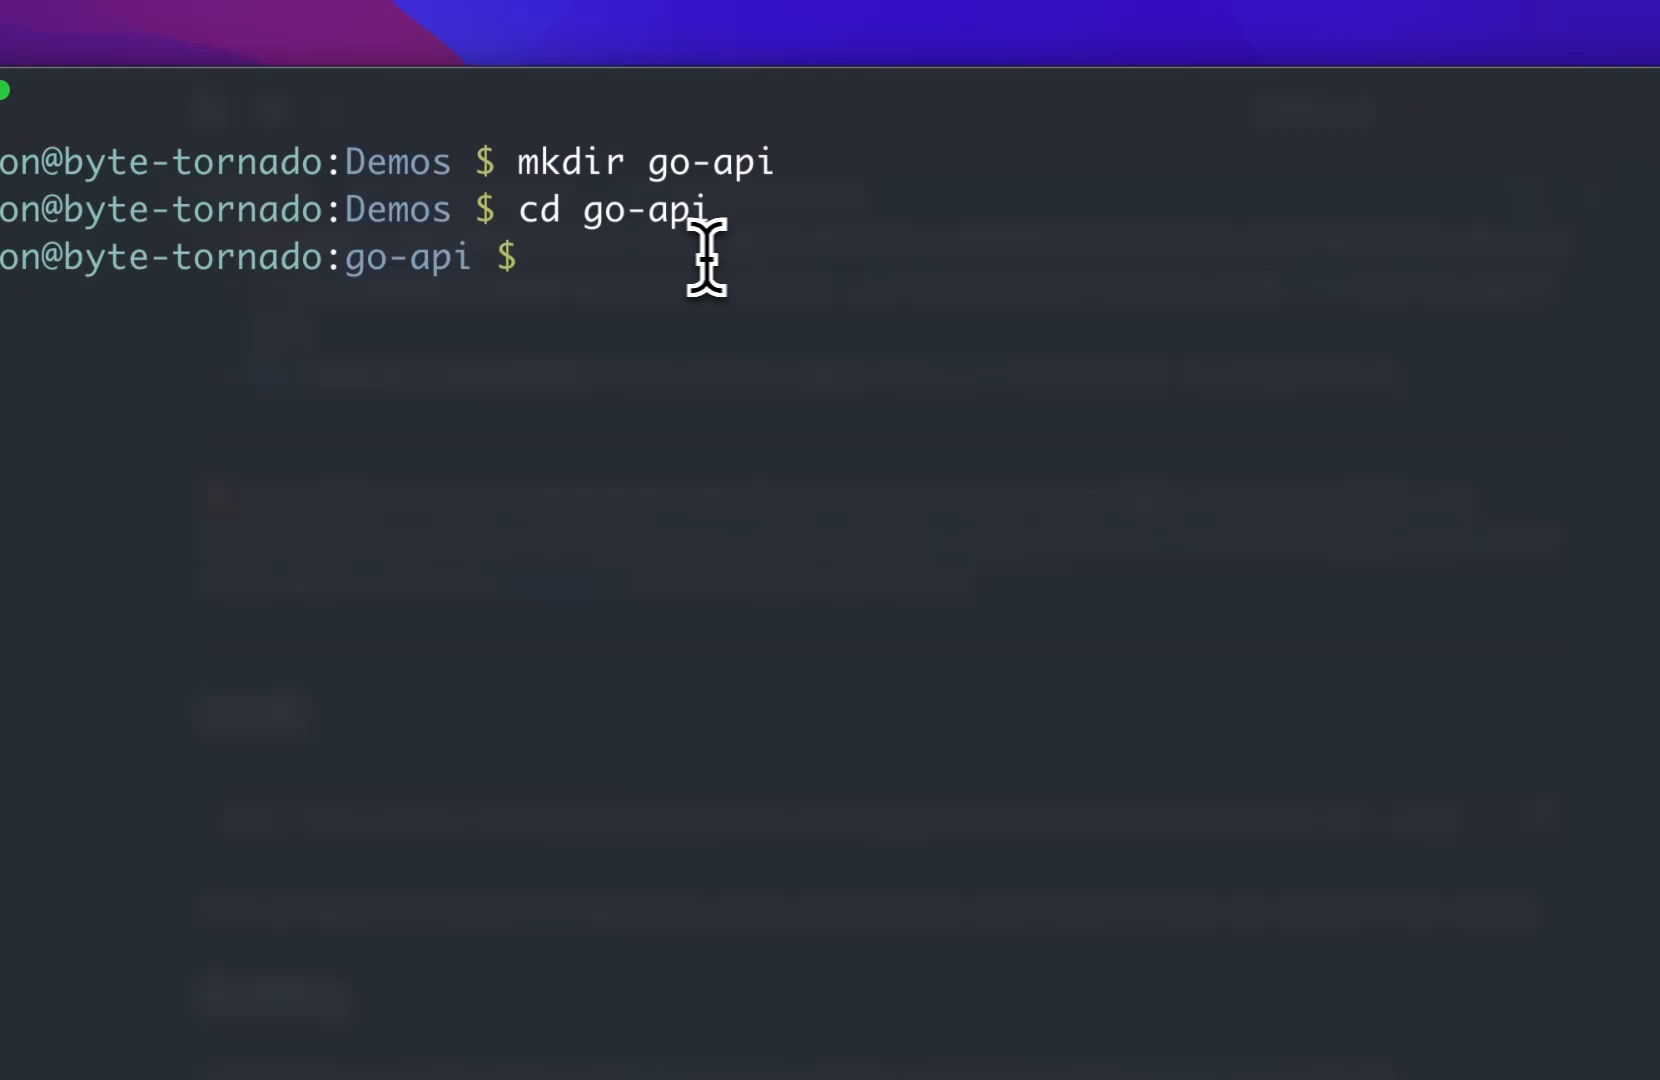 on@byte-tornado:Demos $ mkdir go-api
on@byte-tornado:Demos $ cd go-api
on@byte-tornado:go-api $